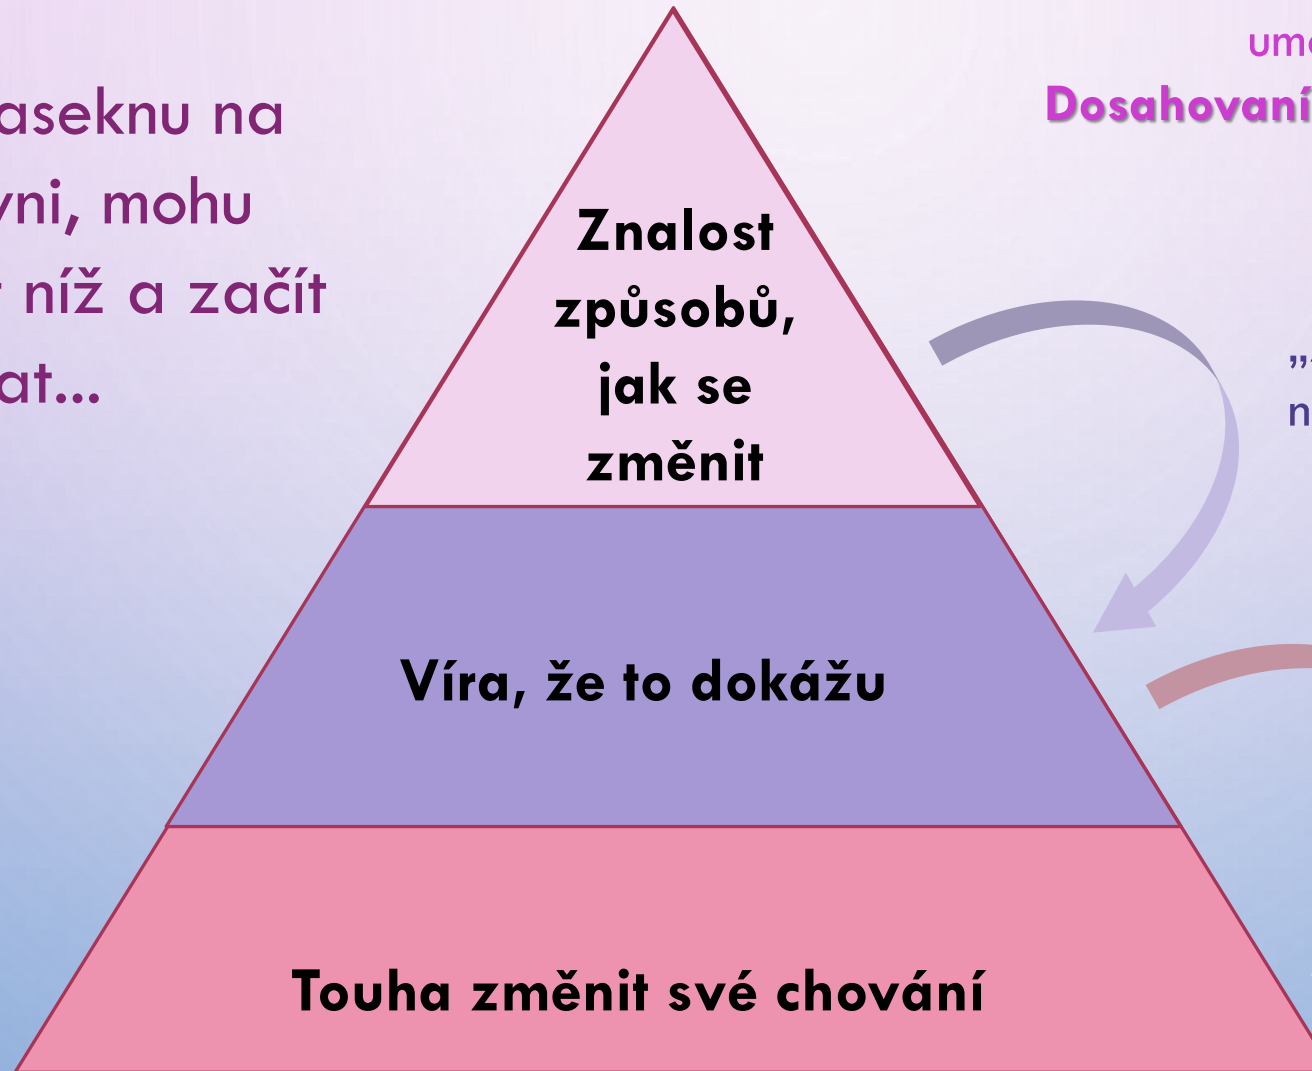 aseknu na
vni, mohu
níž a začít
at...
Znalost
způsobů,
jak se
změnit
Víra, že to dokážu
Touha změnit své chování
Dosahovaní